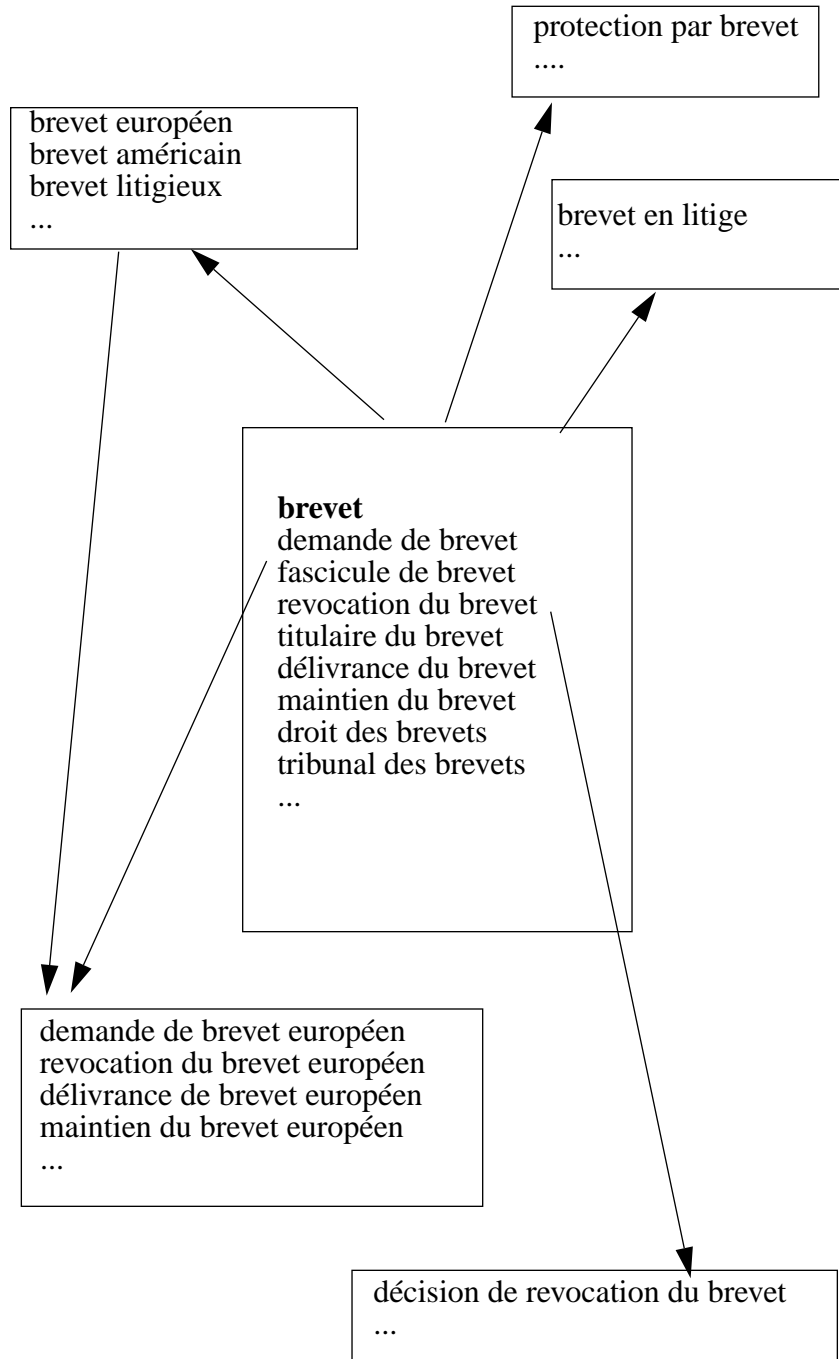 protection par brevet
....
brevet européen
brevet américain
brevet litigieux
...
brevet en litige
...
brevet
demande de brevet
fascicule de brevet
revocation du brevet
titulaire du brevet
délivrance du brevet
maintien du brevet
droit des brevets
tribunal des brevets
...
demande de brevet européen
revocation du brevet européen
délivrance de brevet européen
maintien du brevet européen
...
décision de revocation du brevet
...